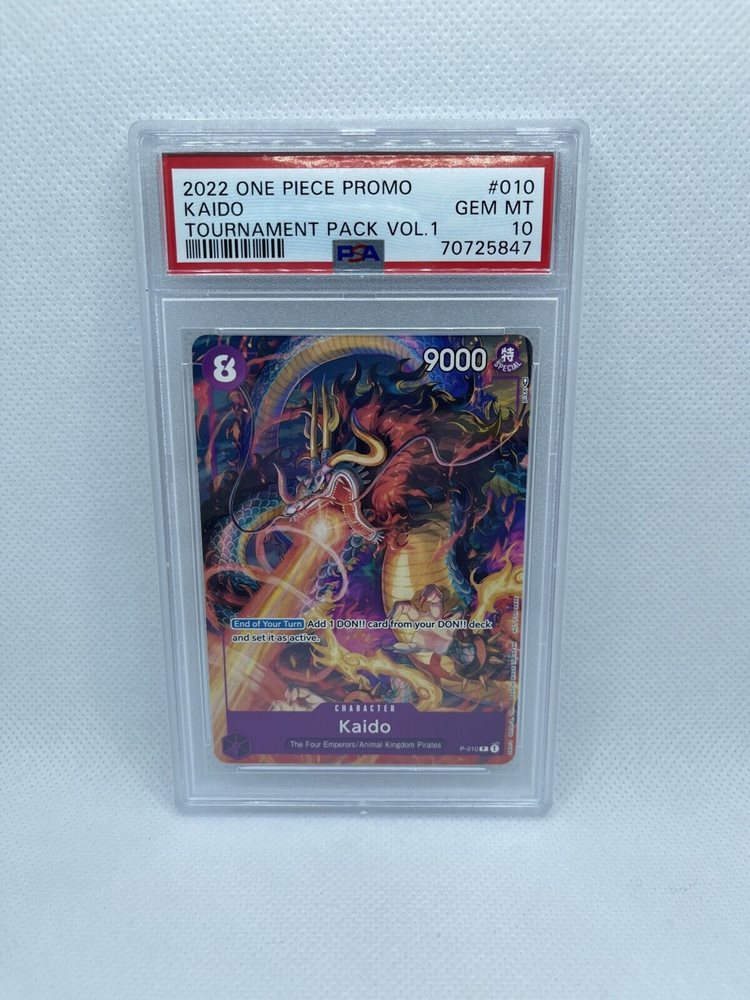 2022 ONE PIECE PROMO #010
KAIDO GEM MT
TOURNAMENT PACK VOL.1 10
PSA 70725847
8 9000 特
SPECIAL
End of Your Turn Add 1 DON!! card from your DON!! deck
and set it as active.
CHARACTER
Kaido
The Four Emperors/Animal Kingdom Pirates P-010 P 1